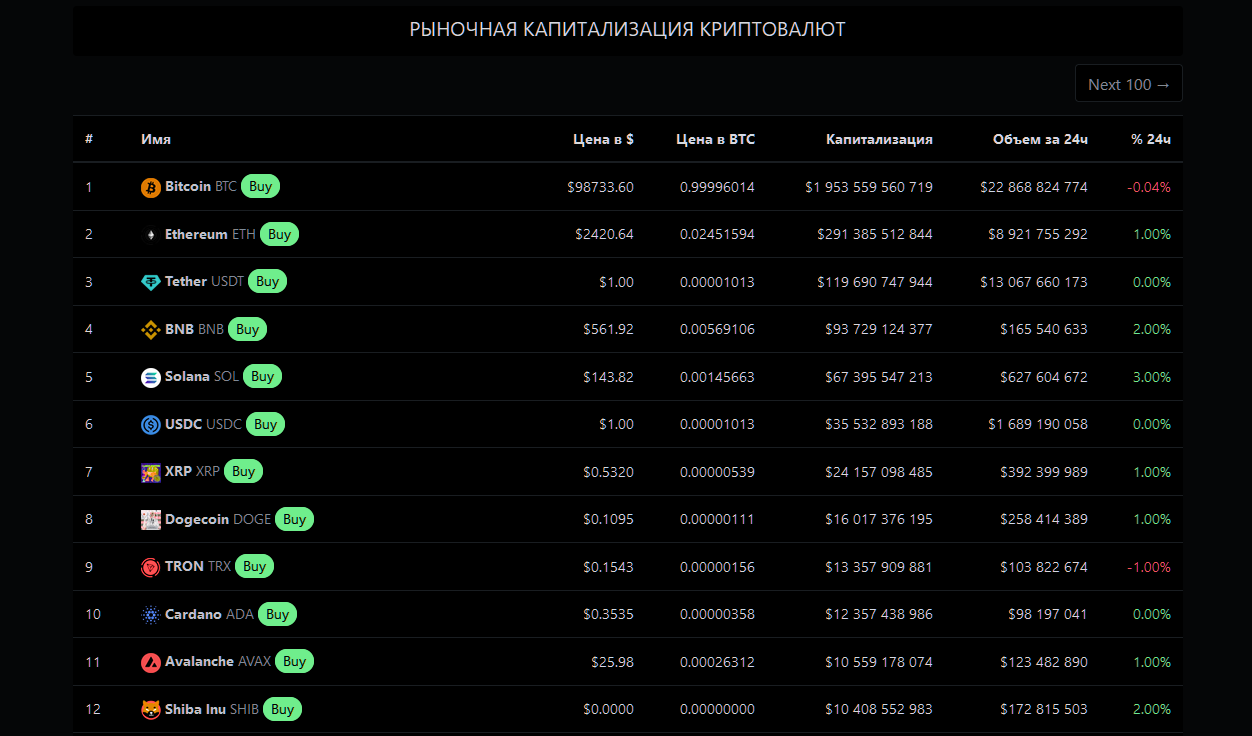 РЫНОЧНАЯ КАПИТАЛИЗАЦИЯ КРИПТОВАЛЮТ
Next 100 →
# Имя Цена в $ Цена в BTC Капитализация Объем за 24ч % 24ч
1 Bitcoin BTC Buy $98733.60 0.99996014 $1 953 559 560 719 $22 868 824 774 -0.04%
2 Ethereum ETH Buy $2420.64 0.02451594 $291 385 512 844 $8 921 755 292 1.00%
3 Tether USDT Buy $1.00 0.00001013 $119 690 747 944 $13 067 660 173 0.00%
4 BNB BNB Buy $561.92 0.00569106 $93 729 124 377 $165 540 633 2.00%
5 Solana SOL Buy $143.82 0.00145663 $67 395 547 213 $627 604 672 3.00%
6 USDC USDC Buy $1.00 0.00001013 $35 532 893 188 $1 689 190 058 0.00%
7 XRP XRP Buy $0.5320 0.00000539 $24 157 098 485 $392 399 989 1.00%
8 Dogecoin DOGE Buy $0.1095 0.00000111 $16 017 376 195 $258 414 389 1.00%
9 TRON TRX Buy $0.1543 0.00000156 $13 357 909 881 $103 822 674 -1.00%
10 Cardano ADA Buy $0.3535 0.00000358 $12 357 438 986 $98 197 041 0.00%
11 Avalanche AVAX Buy $25.98 0.00026312 $10 559 178 074 $123 482 890 1.00%
12 Shiba Inu SHIB Buy $0.0000 0.00000000 $10 408 552 983 $172 815 503 2.00%